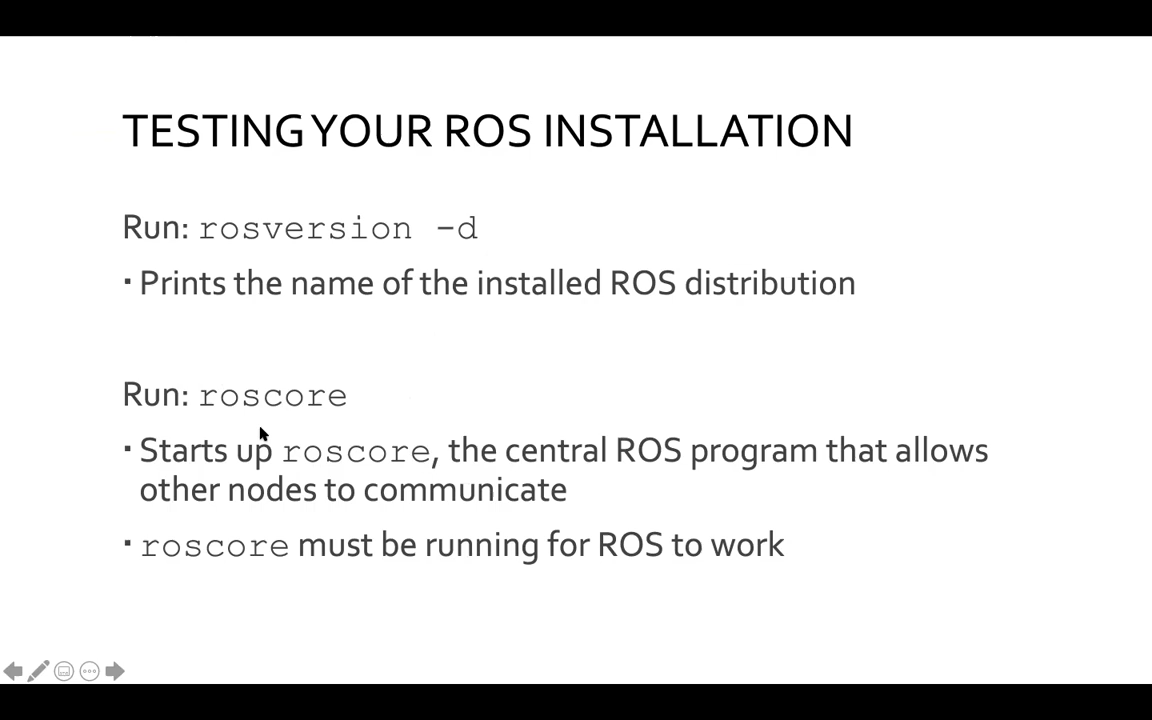 TESTING YOUR ROS INSTALLATION
Run: rosversion -d
▪ Prints the name of the installed ROS distribution
Run: roscore
▪ Starts up roscore, the central ROS program that allows
other nodes to communicate
▪ roscore must be running for ROS to work